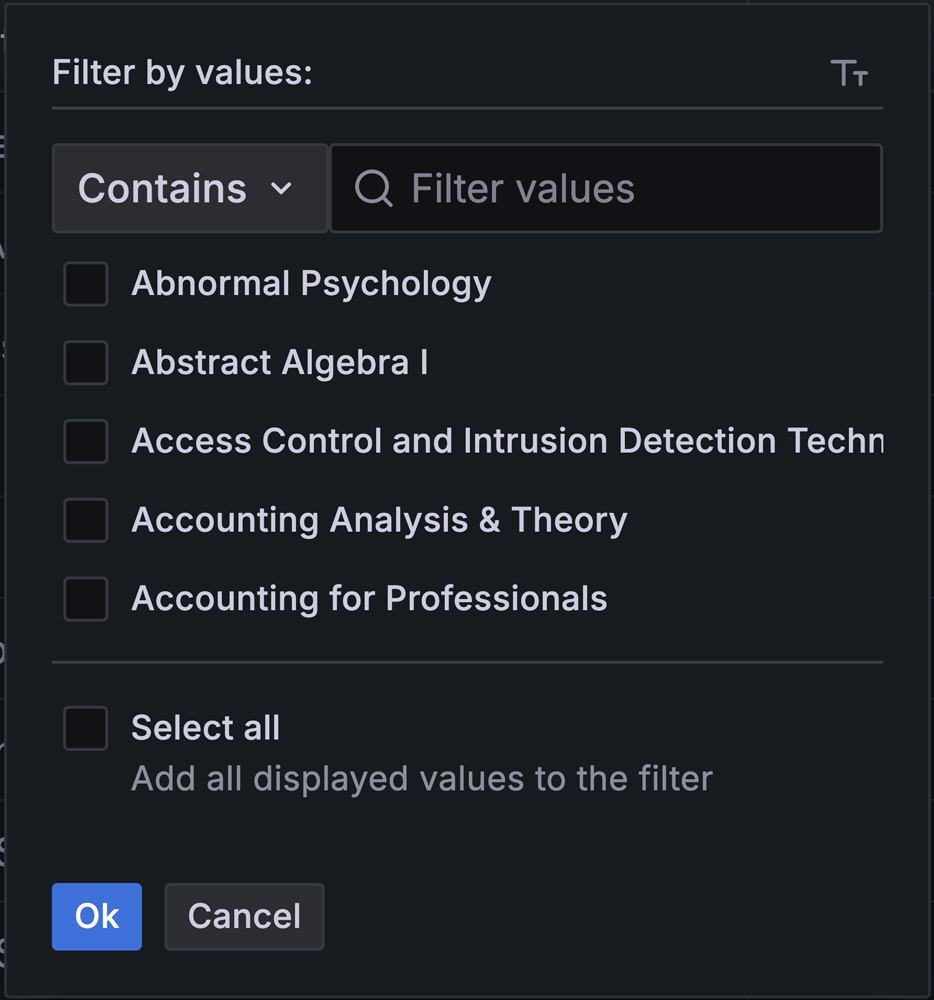 Filter by values:
Contains
Filter values
Abnormal Psychology
Abstract Algebra I
Access Control and Intrusion Detection Techn
Accounting Analysis & Theory
Accounting for Professionals
Select all
Add all displayed values to the filter
Ok Cancel